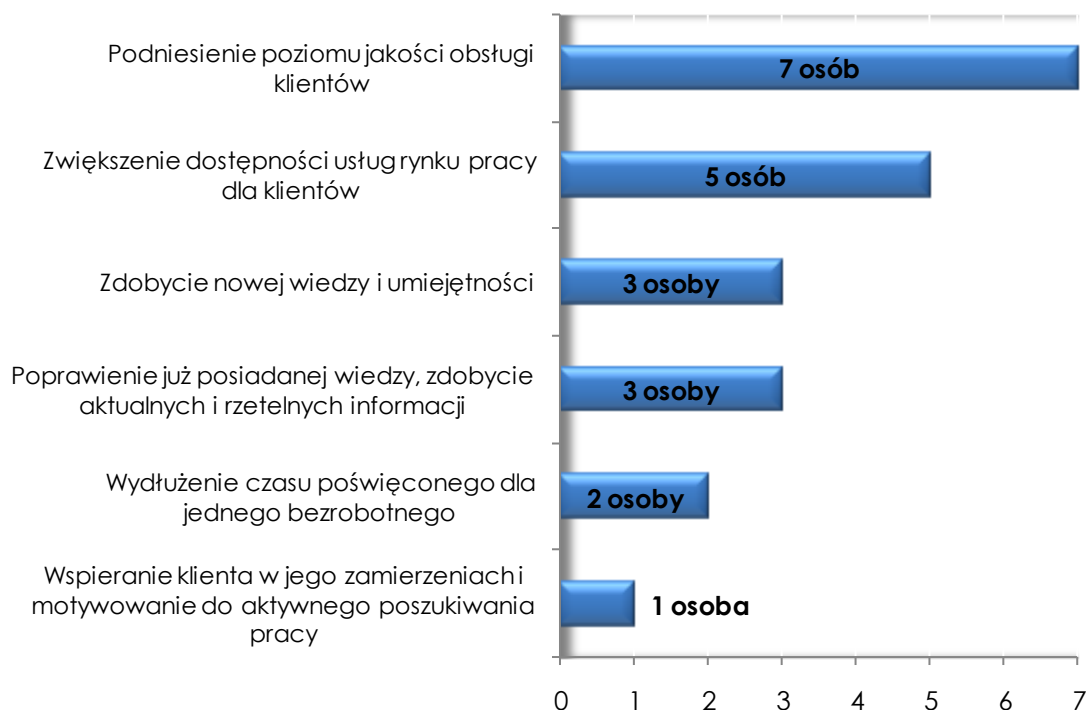 Podniesienie poziomu jakości obsługi
klientów
7 osób
Zwiększenie dostępności usług rynku pracy
dla klientów
5 osób
Zdobycie nowej wiedzy i umiejętności
3 osoby
Poprawienie już posiadanej wiedzy, zdobycie
aktualnych i rzetelnych informacji
3 osoby
Wydłużenie czasu poświęconego dla
jednego bezrobotnego
2 osoby
Wspieranie klienta w jego zamierzeniach i
motywowanie do aktywnego poszukiwania
pracy
1 osoba
0 1 2 3 4 5 6 7